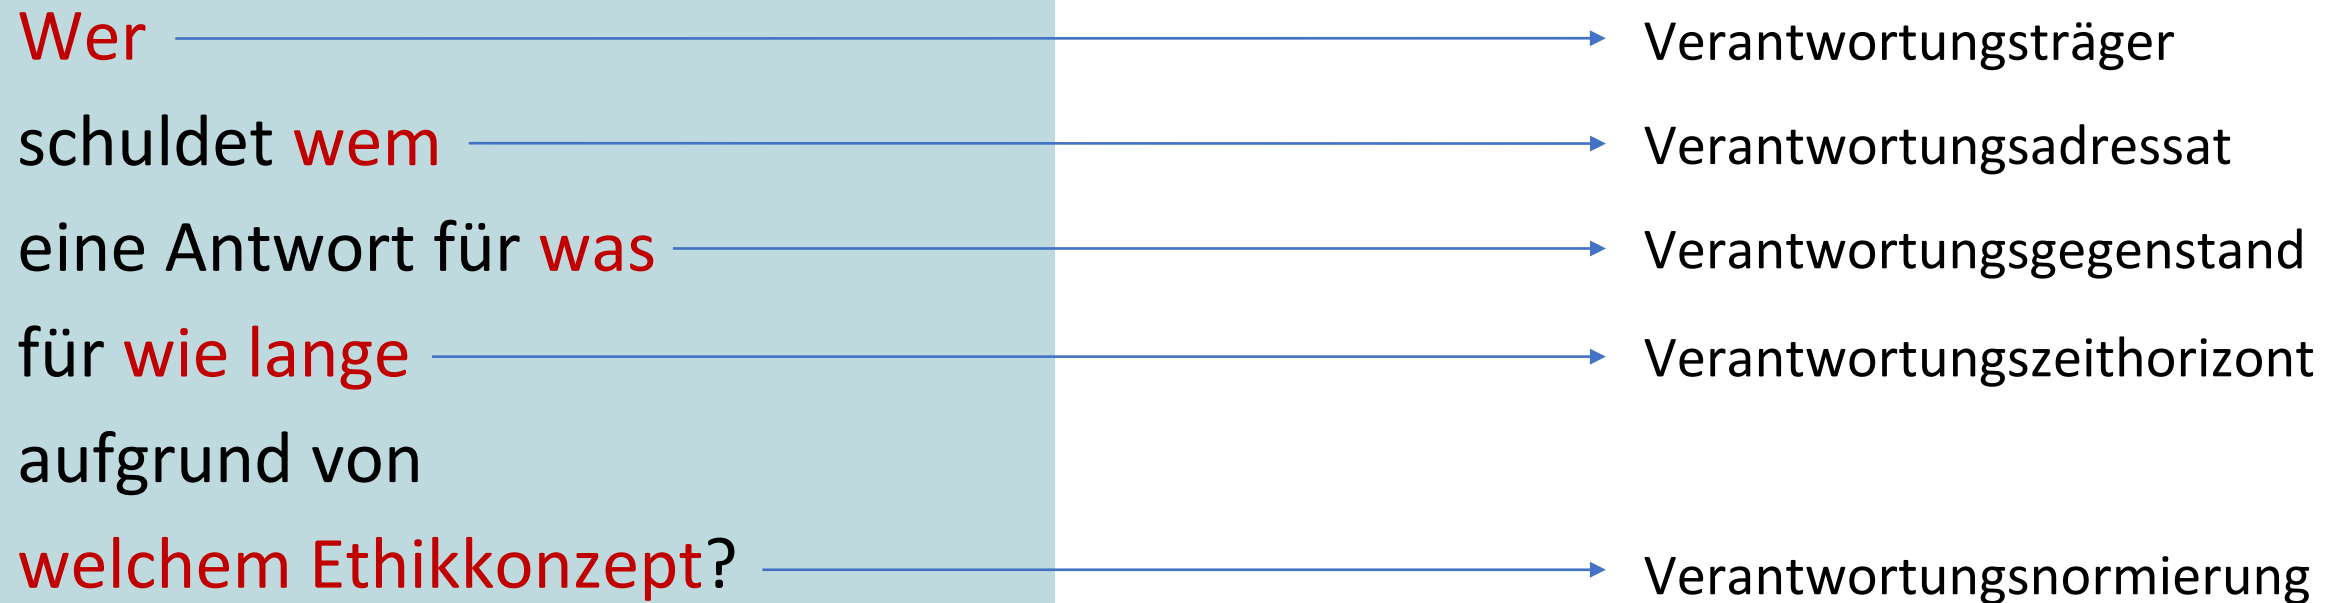 Wer Verantwortungsträger
schuldet wem Verantwortungsadressat
eine Antwort für was Verantwortungsgegenstand
für wie lange Verantwortungszeithorizont
aufgrund von
welchem Ethikkonzept? Verantwortungsnormierung